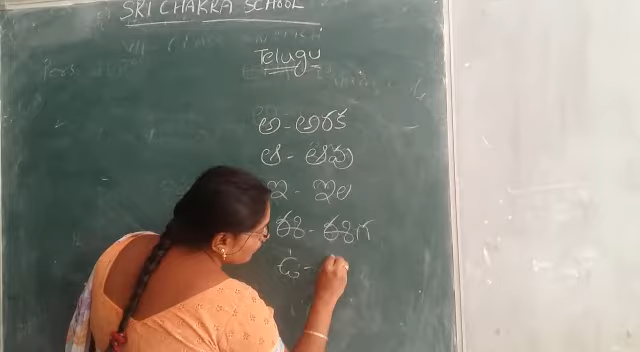 SRI CHAKRA SCHOOL
Telugu
అ - అరక
ఆ - ఆవు
ఇ - ఇల
ఈ - ఈగ
ఉ -